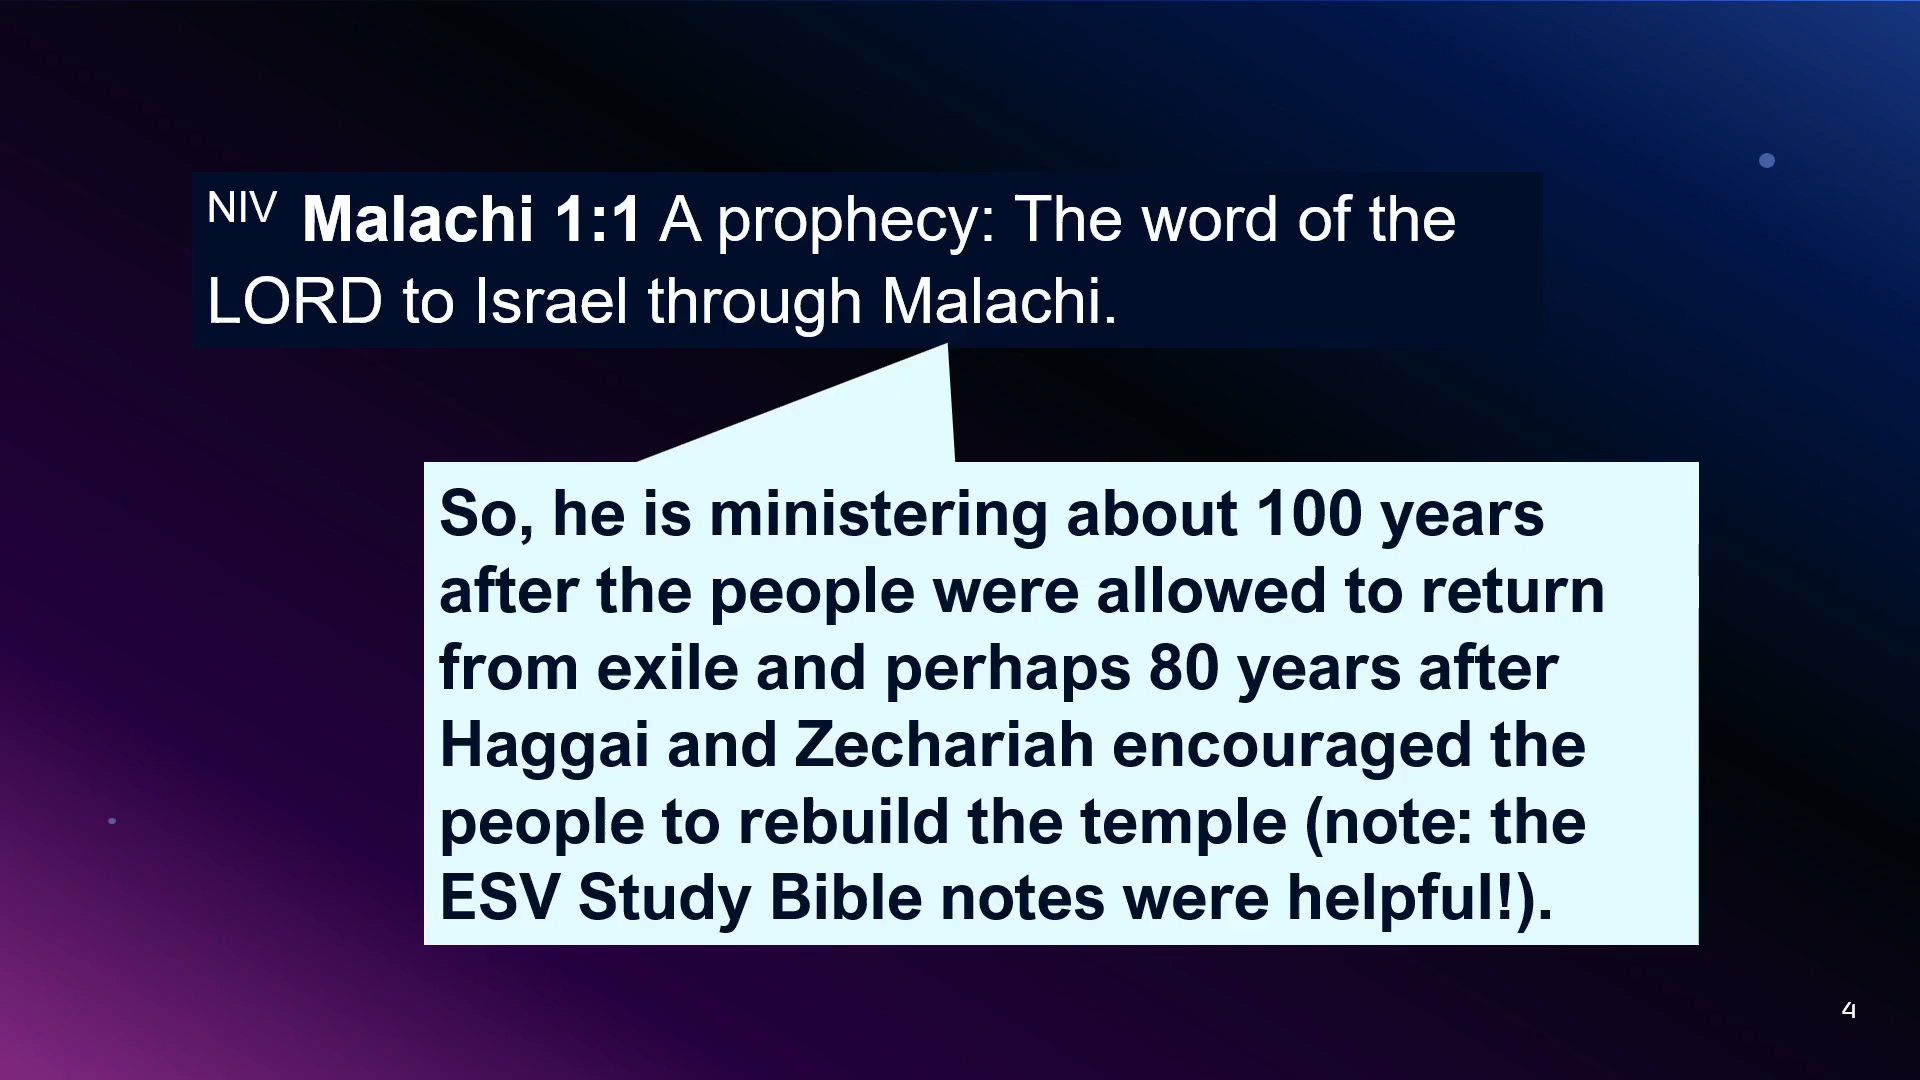 NIV Malachi 1:1 A prophecy: The word of the
LORD to Israel through Malachi.
So, he is ministering about 100 years
after the people were allowed to return
from exile and perhaps 80 years after
Haggai and Zechariah encouraged the
people to rebuild the temple (note: the
ESV Study Bible notes were helpful!).
4